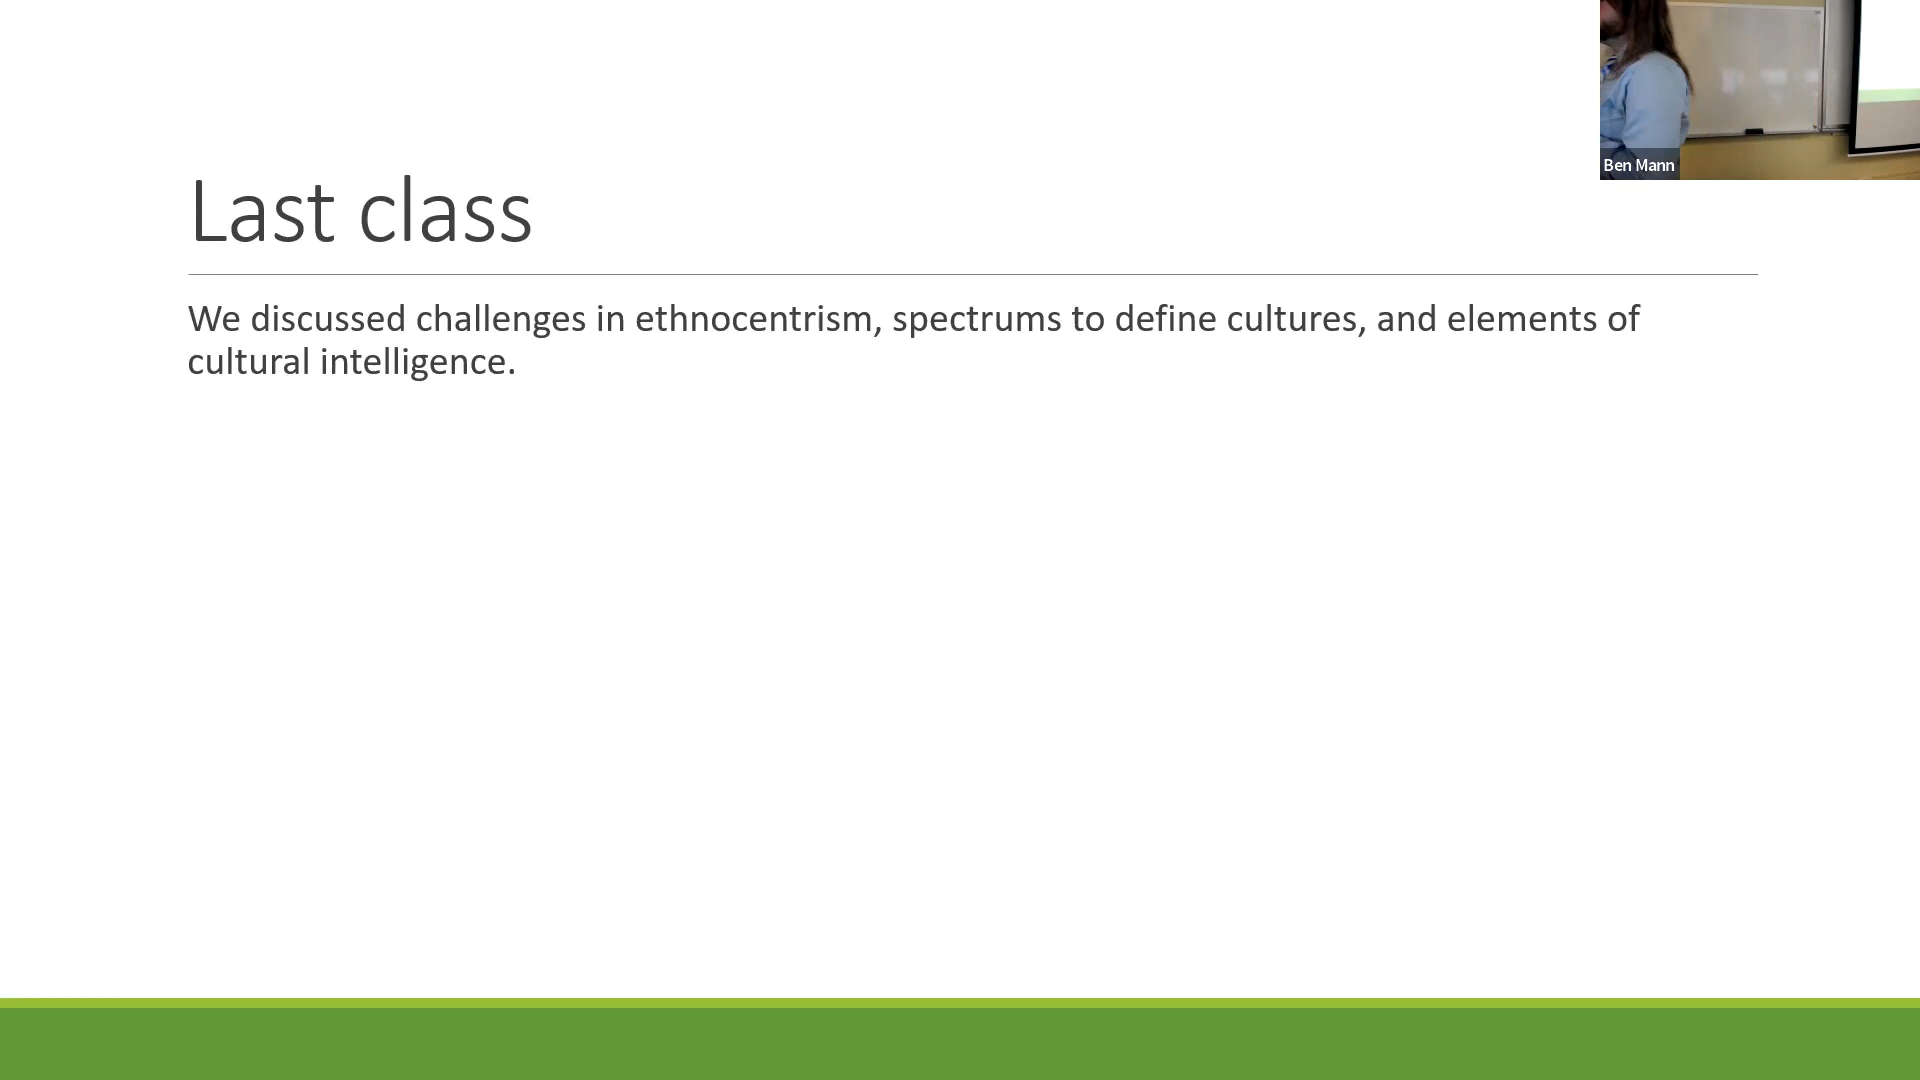 Ben Mann
Last class
We discussed challenges in ethnocentrism, spectrums to define cultures, and elements of
cultural intelligence.